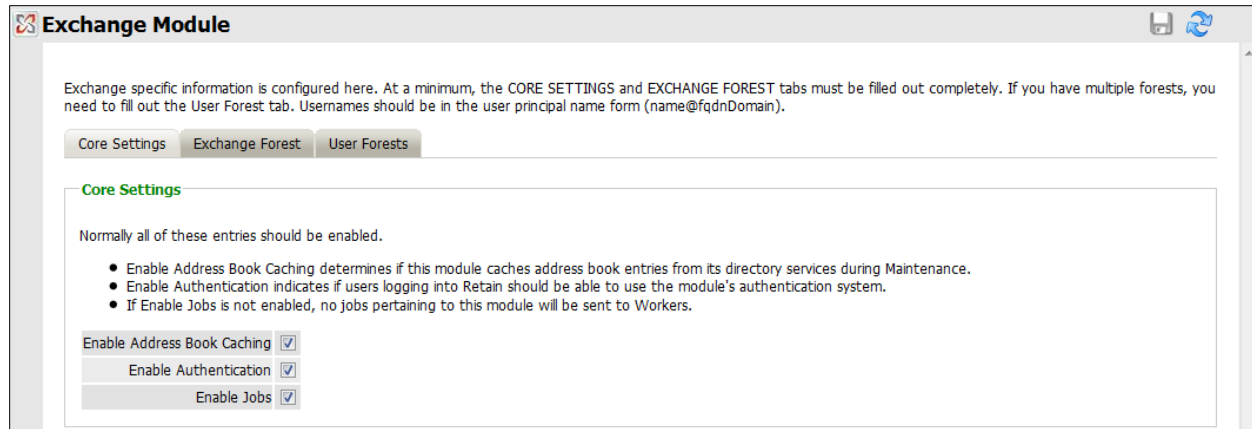 Exchange Module
Exchange specific information is configured here. At a minimum, the CORE SETTINGS and EXCHANGE FOREST tabs must be filled out completely. If you have multiple forests, you
need to fill out the User Forest tab. Usernames should be in the user principal name form (name@fqdnDomain).
Core Settings Exchange Forest User Forests
Core Settings
Normally all of these entries should be enabled.
● Enable Address Book Caching determines if this module caches address book entries from its directory services during Maintenance.
● Enable Authentication indicates if users logging into Retain should be able to use the module's authentication system.
● If Enable Jobs is not enabled, no jobs pertaining to this module will be sent to Workers.
Enable Address Book Caching
Enable Authentication
Enable Jobs